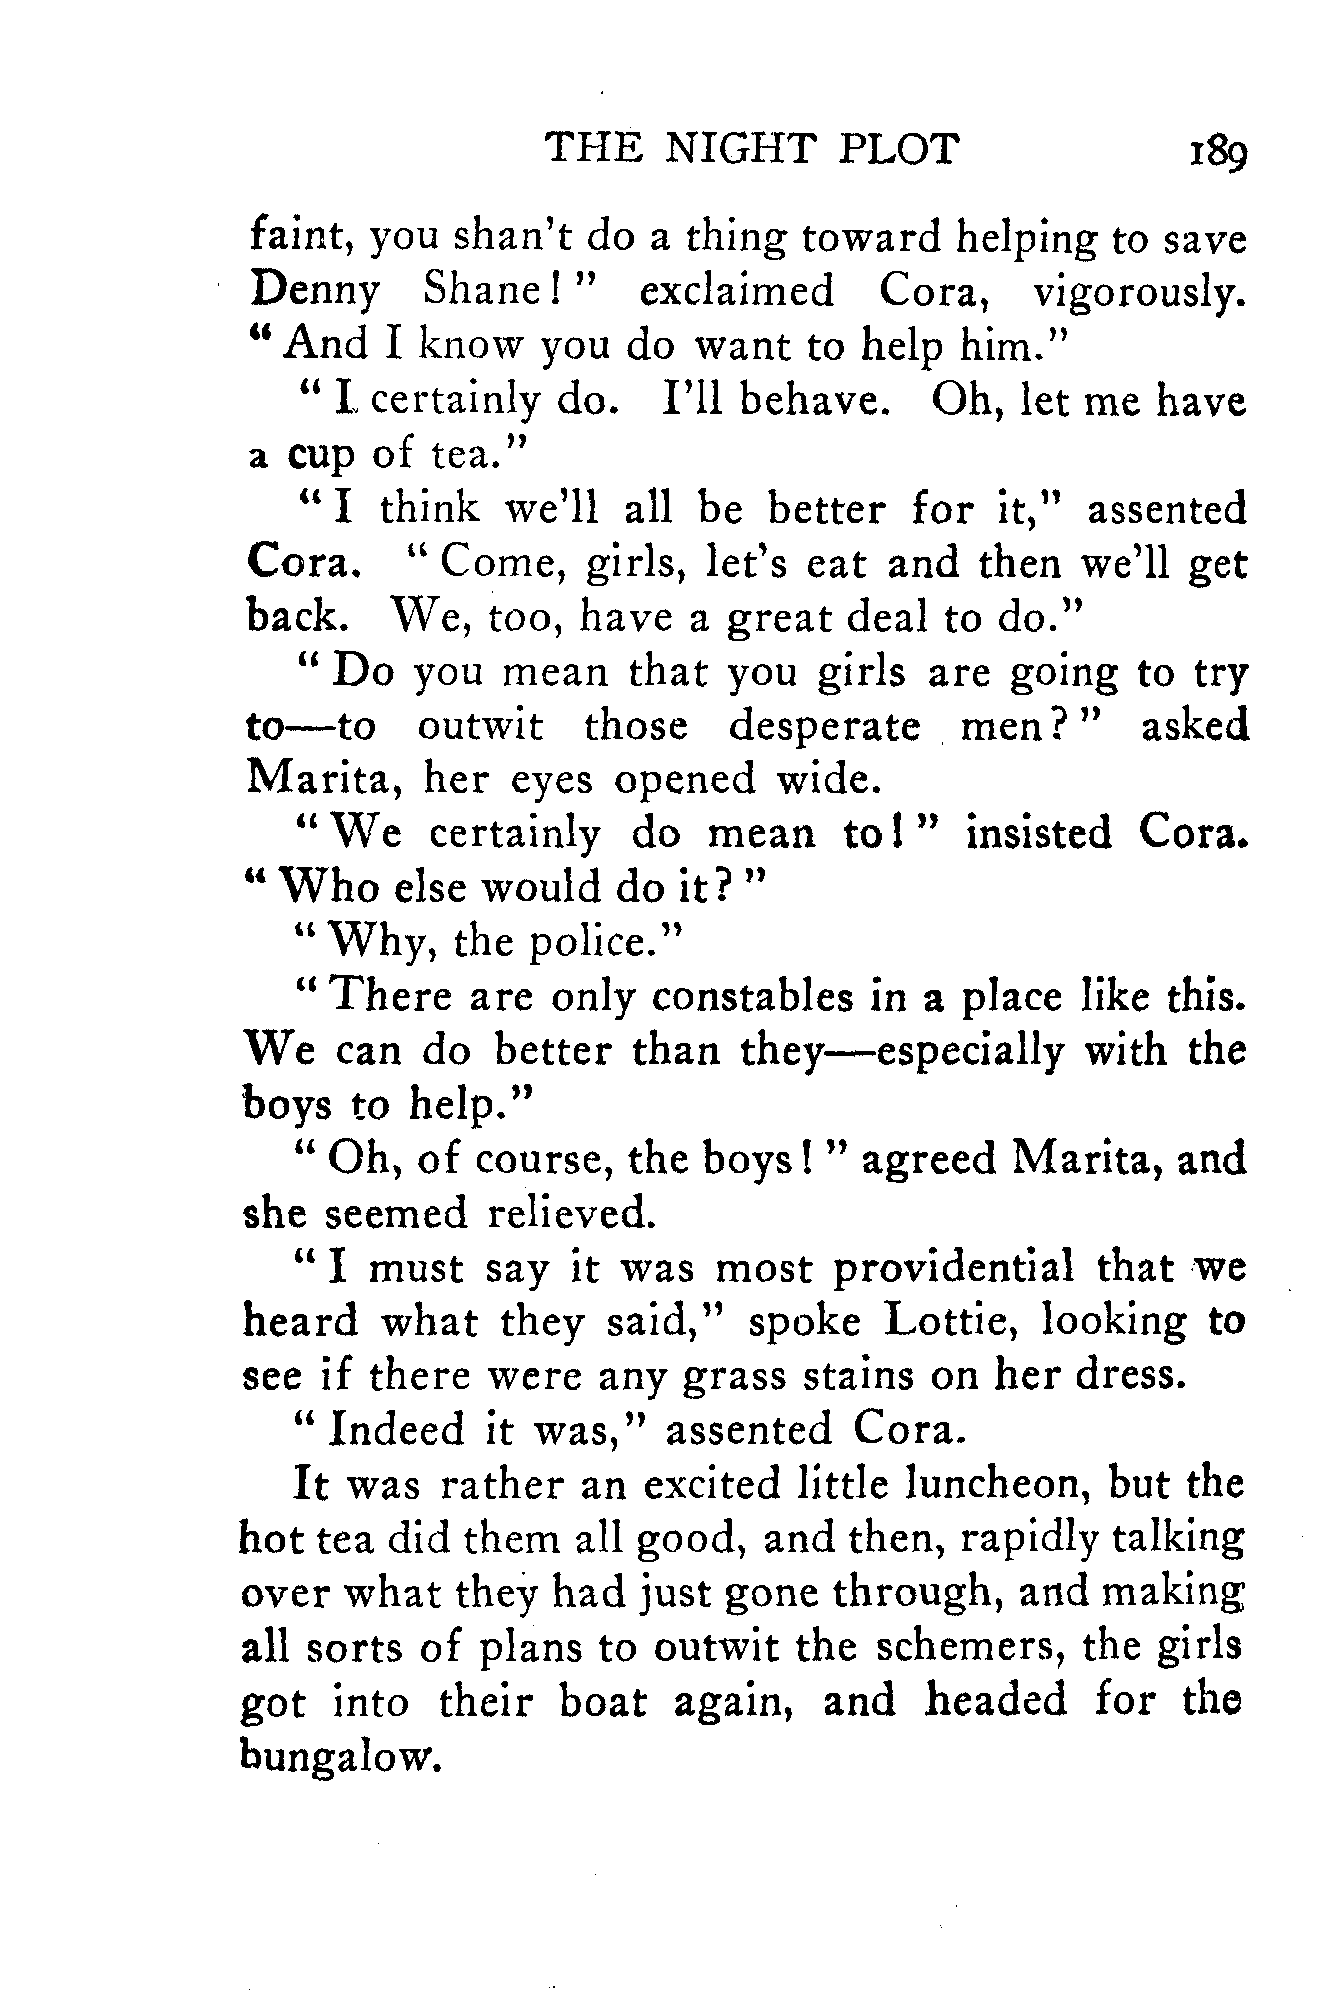 THE NIGHT PLOT 189
faint, you shan't do a thing toward helping to save
Denny Shane!" exclaimed Cora, vigorously.
"And I know you do want to help him."
"I certainly do. I'll behave. Oh, let me have
a cup of tea."
"I think we'll all be better for it," assented
Cora. "Come, girls, let's eat and then we'll get
back. We, too, have a great deal to do."
"Do you mean that you girls are going to try
to—to outwit those desperate men?" asked
Marita, her eyes opened wide.
"We certainly do mean to!" insisted Cora.
"Who else would do it?"
"Why, the police."
"There are only constables in a place like this.
We can do better than they—especially with the
boys to help."
"Oh, of course, the boys!" agreed Marita, and
she seemed relieved.
"I must say it was most providential that we
heard what they said," spoke Lottie, looking to
see if there were any grass stains on her dress.
"Indeed it was," assented Cora.
It was rather an excited little luncheon, but the
hot tea did them all good, and then, rapidly talking
over what they had just gone through, and making
all sorts of plans to outwit the schemers, the girls
got into their boat again, and headed for the
bungalow.